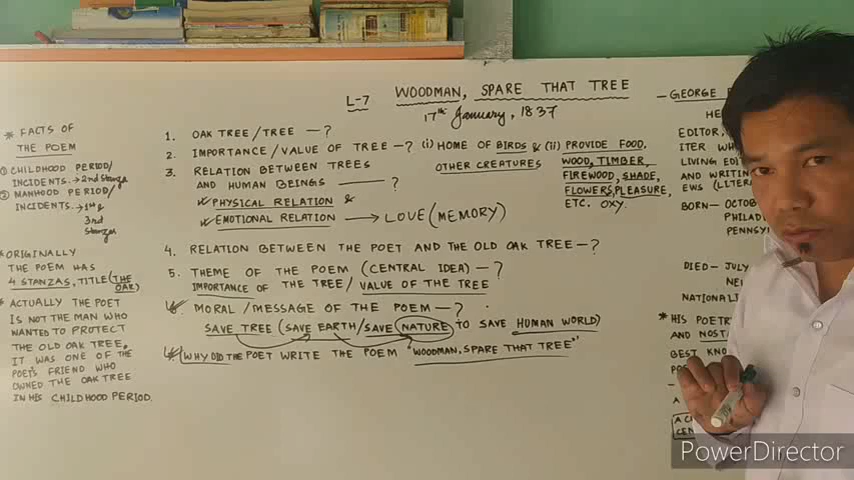 L-7 WOODMAN, SPARE THAT TREE
17th January, 1837
* FACTS OF
THE POEM
① CHILDHOOD PERIOD/
INCIDENTS. → 2nd Stanza
② MANHOOD PERIOD/
INCIDENTS. → 1st &
3rd
Stanzas
* ORIGINALLY
THE POEM HAS
4 STANZAS, TITLE (THE
OAK)
* ACTUALLY THE POET
IS NOT THE MAN WHO
WANTED TO PROTECT
THE OLD OAK TREE,
IT WAS ONE OF THE
POET'S FRIEND WHO
OWNED THE OAK TREE
IN HIS CHILDHOOD PERIOD.
1. OAK TREE/TREE — ?
2. IMPORTANCE/VALUE OF TREE — ? (i) HOME OF BIRDS & (ii) PROVIDE FOOD,
OTHER CREATURES WOOD, TIMBER,
FIREWOOD, SHADE,
FLOWERS, PLEASURE,
ETC. OXY.
3. RELATION BETWEEN TREES
AND HUMAN BEINGS — ?
PHYSICAL RELATION &
EMOTIONAL RELATION → LOVE (MEMORY)
4. RELATION BETWEEN THE POET AND THE OLD OAK TREE — ?
5. THEME OF THE POEM (CENTRAL IDEA) — ?
IMPORTANCE OF THE TREE/ VALUE OF THE TREE
MORAL/MESSAGE OF THE POEM — ?
SAVE TREE (SAVE EARTH/SAVE NATURE TO SAVE HUMAN WORLD)
WHY DID THE POET WRITE THE POEM "WOODMAN, SPARE THAT TREE"
— GEORGE
HE
EDITOR,
ITER WH
LIVING EDI
AND WRITIN
EWS (LITER
BORN— OCTO
PHILAD
PENNSY
DIED— JULY
NE
NATIONALI
* HIS POETR
AND NOST
BEST KNO
PO
A
A C
CEN
PowerDirector